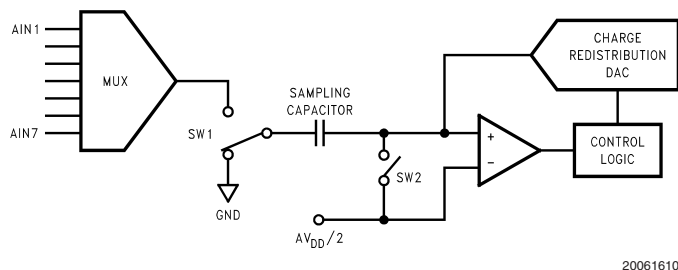 AIN1
MUX
AIN7
SW1
GND
SAMPLING
CAPACITOR
SW2
AVDD/2
+
−
CHARGE
REDISTRIBUTION
DAC
CONTROL
LOGIC
20061610